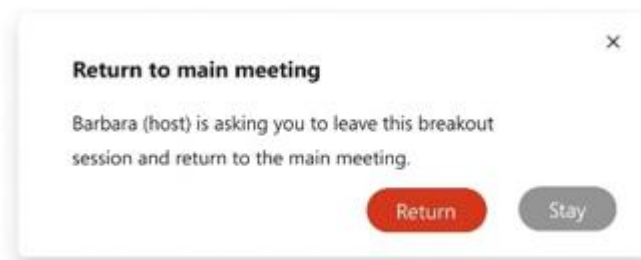 Return to main meeting
Barbara (host) is asking you to leave this breakout
session and return to the main meeting.
Return Stay